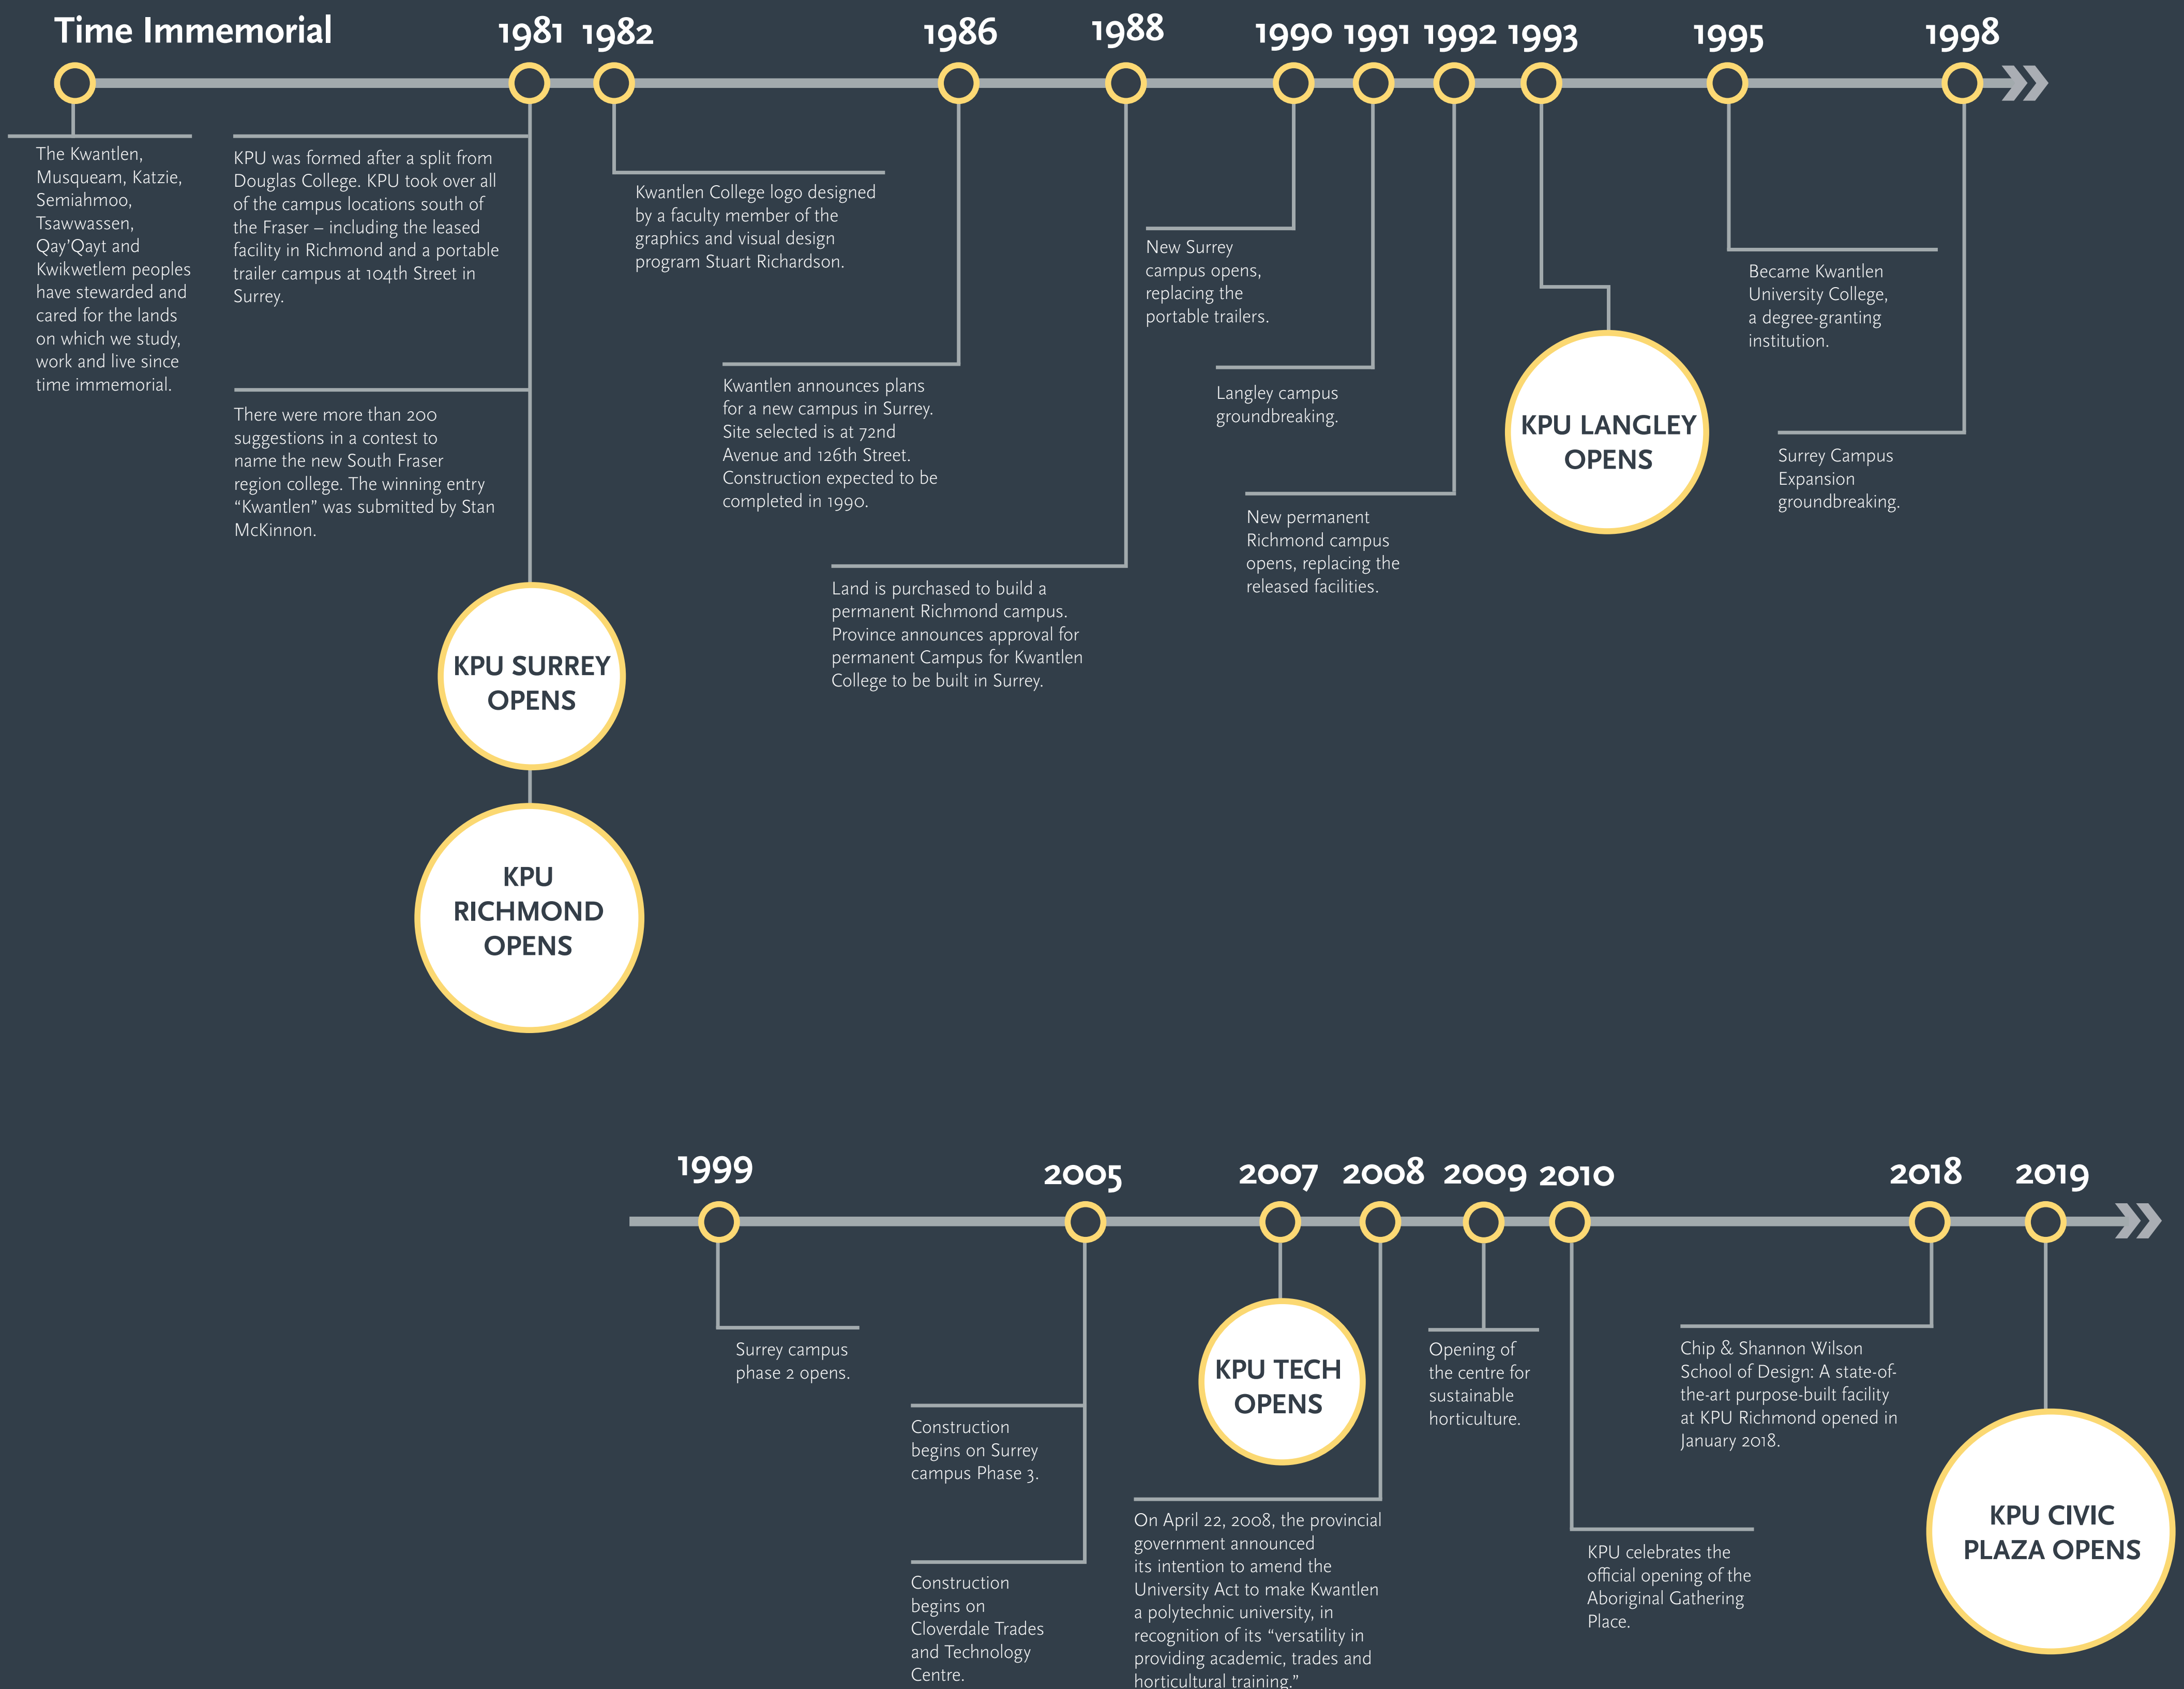 Time Immemorial
1981
1982
1986
1988
1990
1991
1992
1993
1995
1998
The Kwantlen,
Musqueam, Katzie,
Semiahmoo,
Tsawwassen,
Qay’Qayt and
Kwikwetlem peoples
have stewarded and
cared for the lands
on which we study,
work and live since
time immemorial.
KPU was formed after a split from
Douglas College. KPU took over all
of the campus locations south of
the Fraser – including the leased
facility in Richmond and a portable
trailer campus at 104th Street in
Surrey.
There were more than 200
suggestions in a contest to
name the new South Fraser
region college. The winning entry
“Kwantlen” was submitted by Stan
McKinnon.
KPU SURREY
OPENS
KPU
RICHMOND
OPENS
Kwantlen College logo designed
by a faculty member of the
graphics and visual design
program Stuart Richardson.
Kwantlen announces plans
for a new campus in Surrey.
Site selected is at 72nd
Avenue and 126th Street.
Construction expected to be
completed in 1990.
Land is purchased to build a
permanent Richmond campus.
Province announces approval for
permanent Campus for Kwantlen
College to be built in Surrey.
New Surrey
campus opens,
replacing the
portable trailers.
Langley campus
groundbreaking.
New permanent
Richmond campus
opens, replacing the
released facilities.
KPU LANGLEY
OPENS
Became Kwantlen
University College,
a degree-granting
institution.
Surrey Campus
Expansion
groundbreaking.
1999
2005
2007
2008
2009
2010
2018
2019
Surrey campus
phase 2 opens.
Construction
begins on Surrey
campus Phase 3.
Construction
begins on
Cloverdale Trades
and Technology
Centre.
KPU TECH
OPENS
On April 22, 2008, the provincial
government announced
its intention to amend the
University Act to make Kwantlen
a polytechnic university, in
recognition of its “versatility in
providing academic, trades and
horticultural training.”
Opening of
the centre for
sustainable
horticulture.
KPU celebrates the
official opening of the
Aboriginal Gathering
Place.
Chip & Shannon Wilson
School of Design: A state-of-
the-art purpose-built facility
at KPU Richmond opened in
January 2018.
KPU CIVIC
PLAZA OPENS